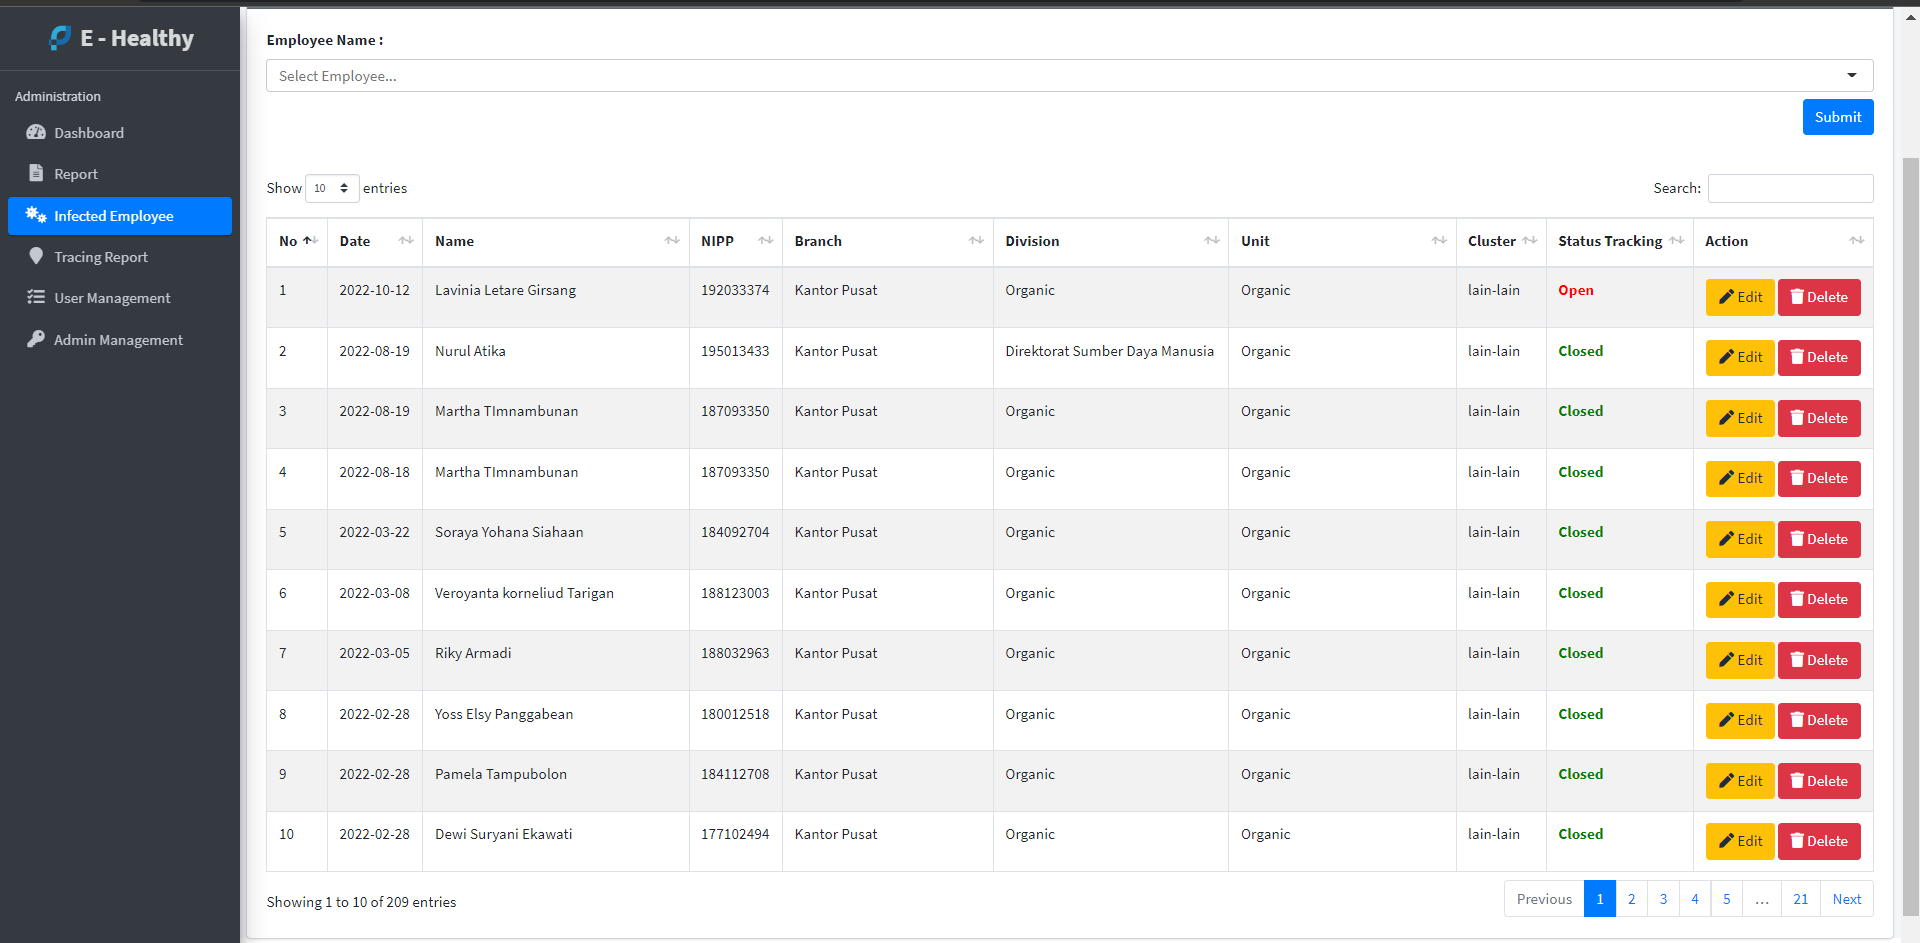 E - Healthy
Administration
Dashboard
Report
Infected Employee
Tracing Report
User Management
Admin Management
Employee Name :
Select Employee...
Submit
Show 10 entries
Search:
No Date Name NIPP Branch Division Unit Cluster Status Tracking Action
1 2022-10-12 Lavinia Letare Girsang 192033374 Kantor Pusat Organic Organic lain-lain Open Edit Delete
2 2022-08-19 Nurul Atika 195013433 Kantor Pusat Direktorat Sumber Daya Manusia Organic lain-lain Closed Edit Delete
3 2022-08-19 Martha TImnambunan 187093350 Kantor Pusat Organic Organic lain-lain Closed Edit Delete
4 2022-08-18 Martha TImnambunan 187093350 Kantor Pusat Organic Organic lain-lain Closed Edit Delete
5 2022-03-22 Soraya Yohana Siahaan 184092704 Kantor Pusat Organic Organic lain-lain Closed Edit Delete
6 2022-03-08 Veroyanta korneliud Tarigan 188123003 Kantor Pusat Organic Organic lain-lain Closed Edit Delete
7 2022-03-05 Riky Armadi 188032963 Kantor Pusat Organic Organic lain-lain Closed Edit Delete
8 2022-02-28 Yoss Elsy Panggabean 180012518 Kantor Pusat Organic Organic lain-lain Closed Edit Delete
9 2022-02-28 Pamela Tampubolon 184112708 Kantor Pusat Organic Organic lain-lain Closed Edit Delete
10 2022-02-28 Dewi Suryani Ekawati 177102494 Kantor Pusat Organic Organic lain-lain Closed Edit Delete
Showing 1 to 10 of 209 entries
Previous 1 2 3 4 5 … 21 Next